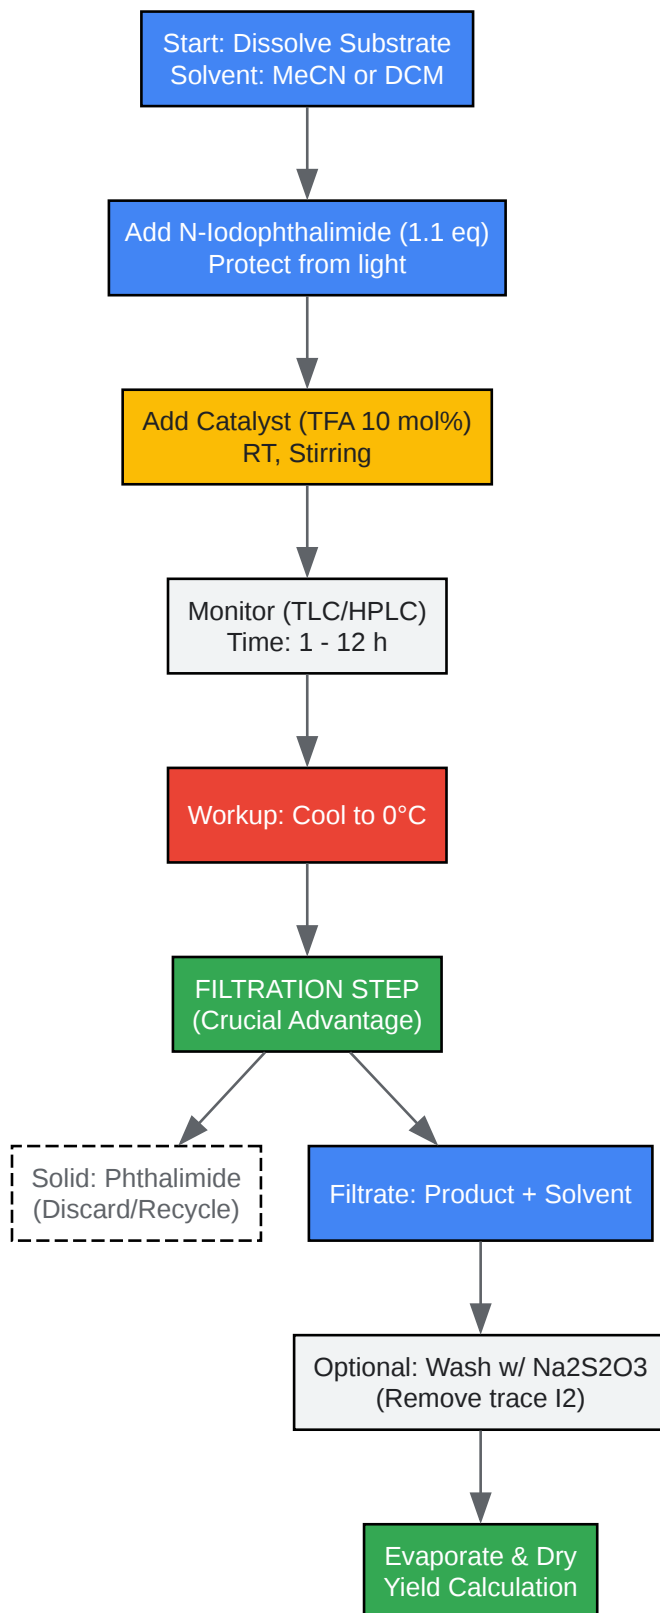 Start: Dissolve Substrate
Solvent: MeCN or DCM
Add N-Iodophthalimide (1.1 eq)
Protect from light
Add Catalyst (TFA 10 mol%)
RT, Stirring
Monitor (TLC/HPLC)
Time: 1 - 12 h
Workup: Cool to 0°C
FILTRATION STEP
(Crucial Advantage)
Solid: Phthalimide
(Discard/Recycle)
Filtrate: Product + Solvent
Optional: Wash w/ Na2S2O3
(Remove trace I2)
Evaporate & Dry
Yield Calculation